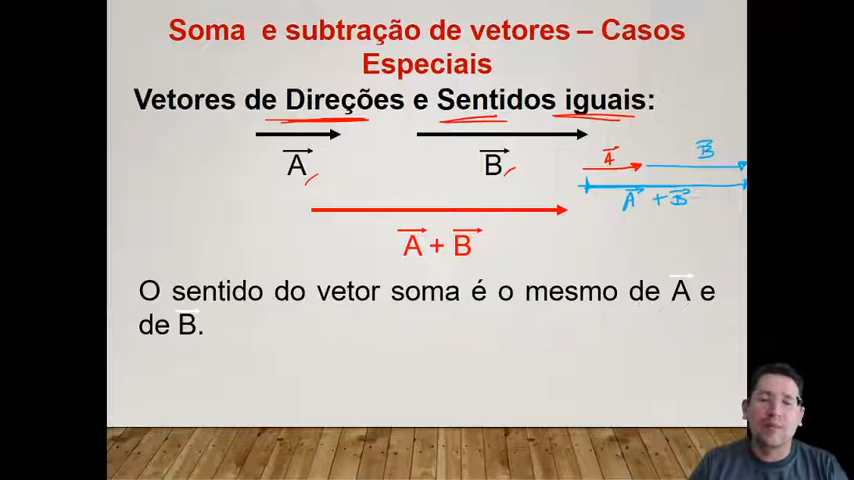 Soma e subtração de vetores – Casos
Especiais
Vetores de Direções e Sentidos iguais:
A B
A B
A + B
A + B
O sentido do vetor soma é o mesmo de A e
de B.